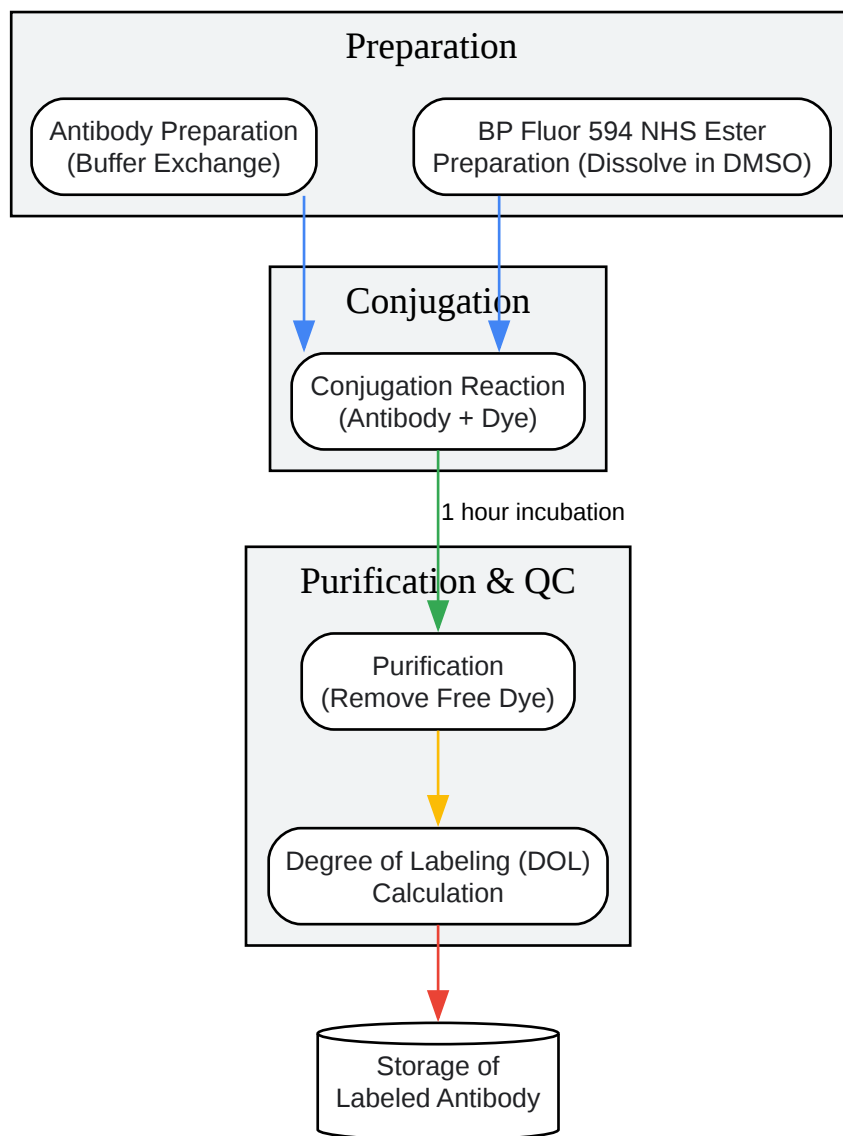 Preparation
Antibody Preparation
(Buffer Exchange)
BP Fluor 594 NHS Ester
Preparation (Dissolve in DMSO)
Conjugation
Conjugation Reaction
(Antibody + Dye)
1 hour incubation
Purification & QC
Purification
(Remove Free Dye)
Degree of Labeling (DOL)
Calculation
Storage of
Labeled Antibody